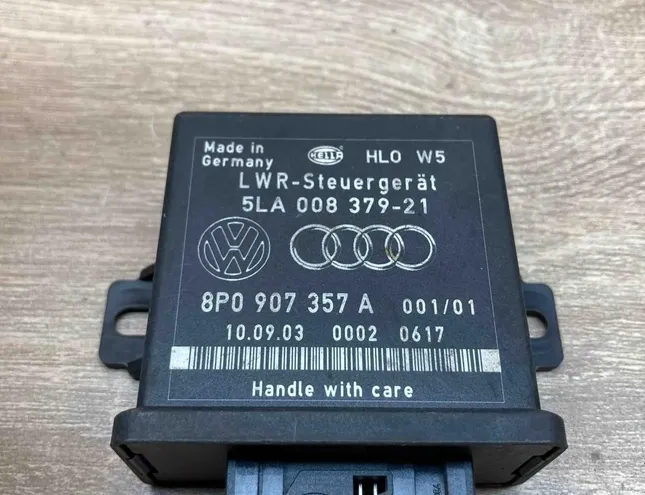 Made in
Germany
HELLA
HLO W5
LWR-Steuergerät
5LA 008 379-21
8P0 907 357 A 001/01
10.09.03 0002 0617
Handle with care